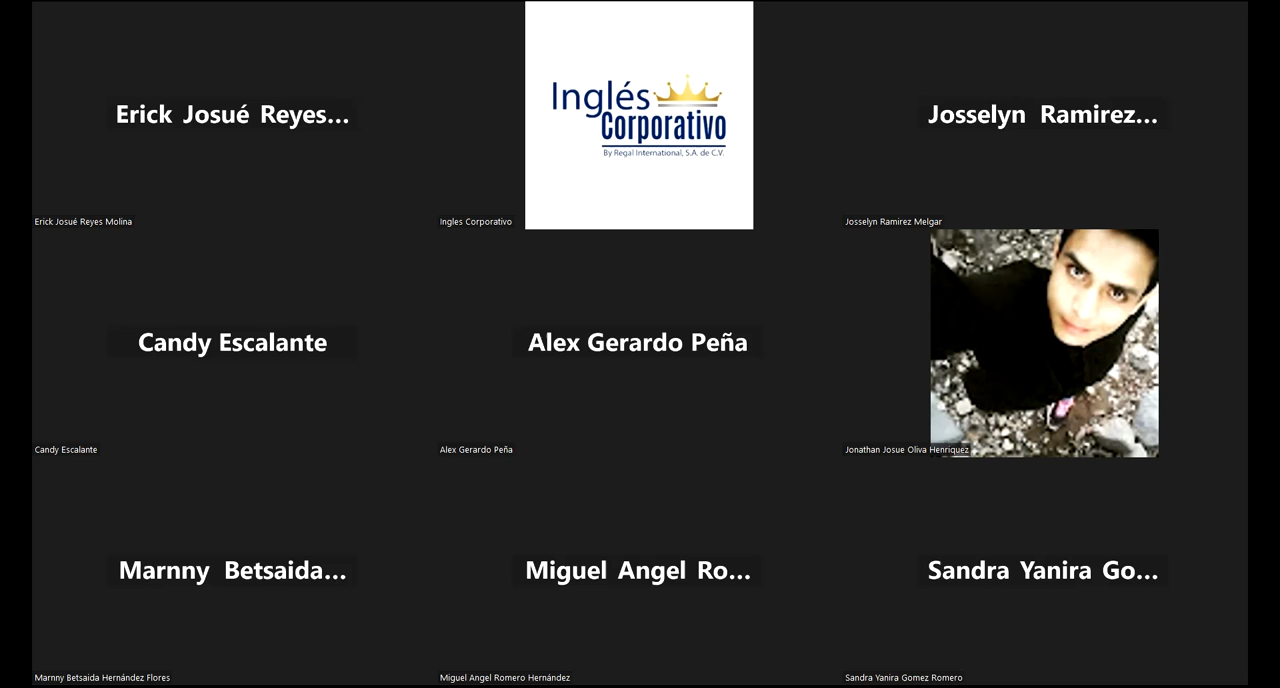 Erick Josué Reyes...
Inglés
Corporativo
By Regal International, S.A. de C.V.
Josselyn Ramirez...
Erick Josué Reyes Molina
Ingles Corporativo
Josselyn Ramirez Melgar
Candy Escalante
Alex Gerardo Peña
Candy Escalante
Alex Gerardo Peña
Jonathan Josue Oliva Henriquez
Marnny Betsaida...
Miguel Angel Ro...
Sandra Yanira Go...
Marnny Betsaida Hernández Flores
Miguel Angel Romero Hernández
Sandra Yanira Gomez Romero